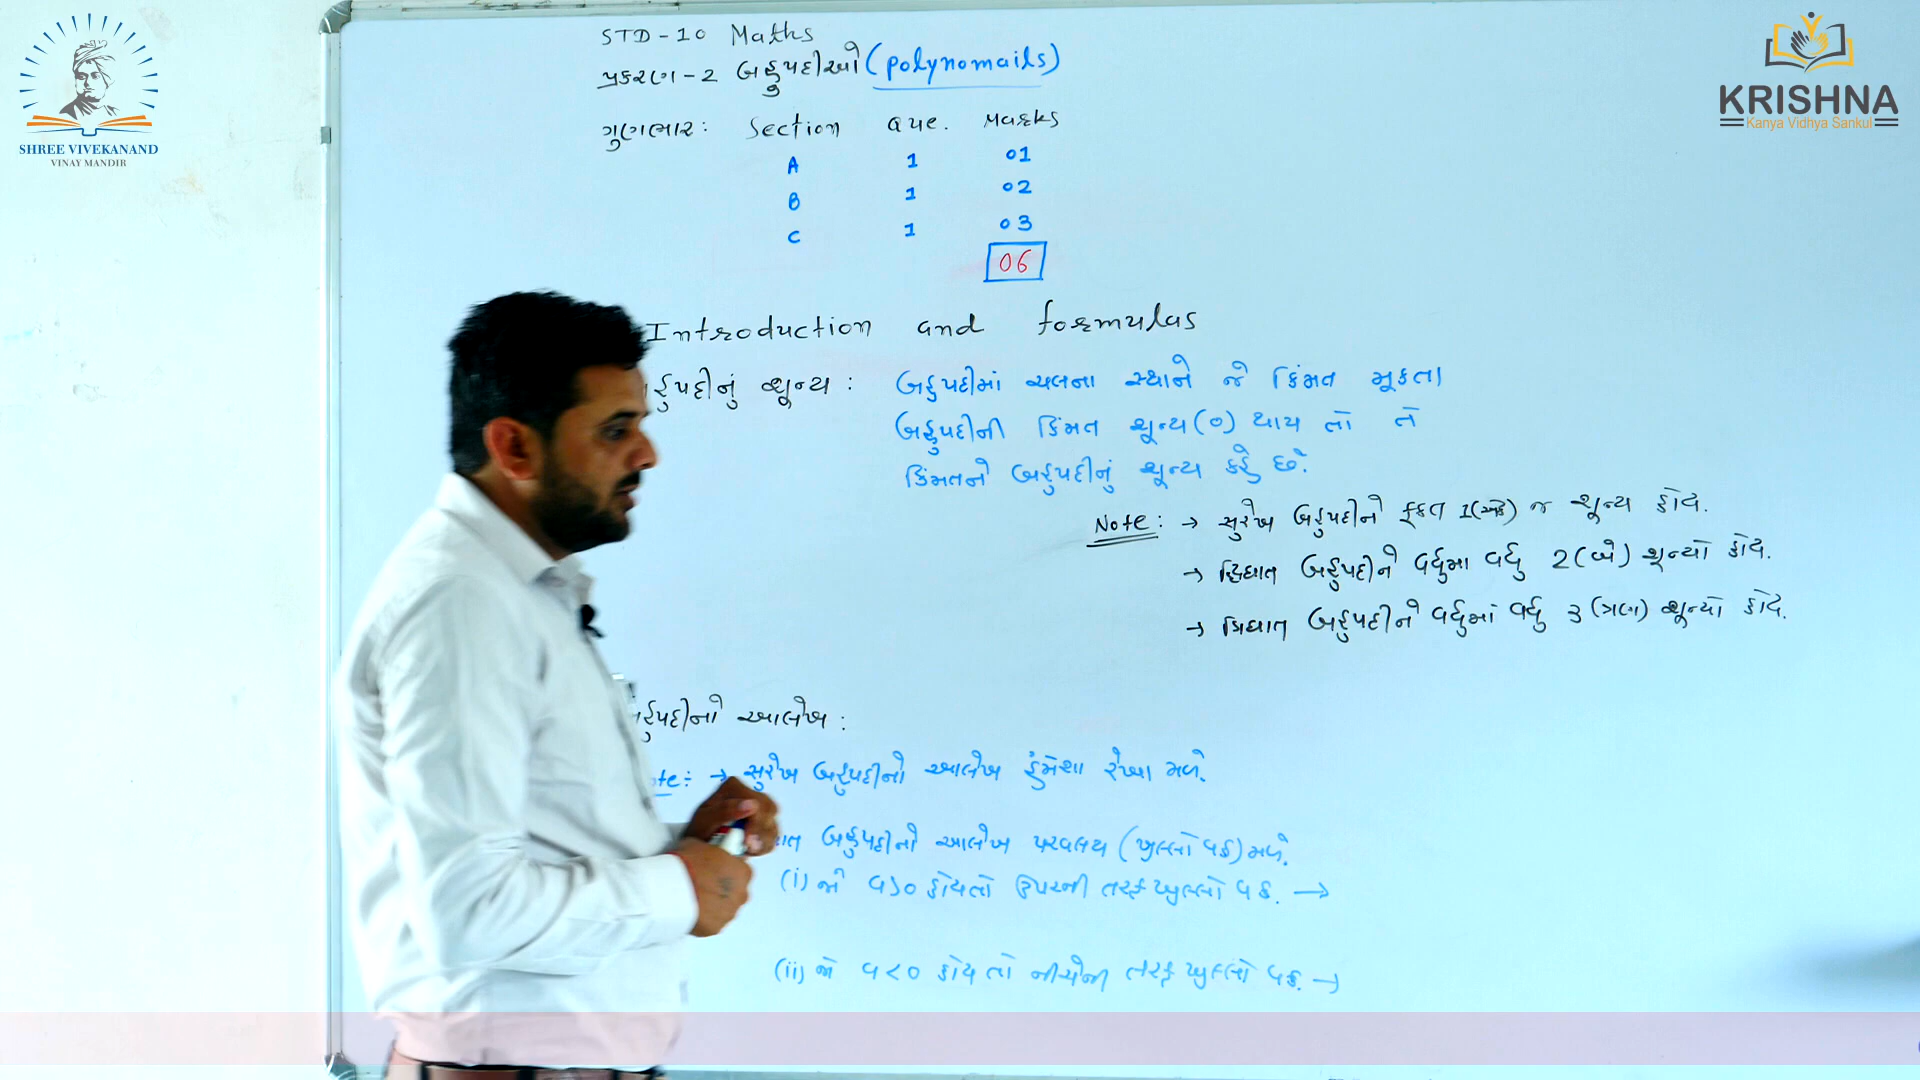 SHREE VIVEKANAND
VINAY MANDIR
KRISHNA
Kanya Vidhya Sankul
STD-10 Maths
પ્રકરણ-2 બહુપદીઓ (polynomails)
ગુણભાર: Section Que. Marks
A 1 01
B 1 02
C 1 03
06
Introduction and formulas
શૂન્ય : બહુપદીમાં ચલના સ્થાને જે કિંમત મૂકતા
બહુપદીની કિંમત શૂન્ય(0) થાય તો તે
કિંમતને બહુપદીનું શૂન્ય કહે છે.
Note: → સુરેખ બહુપદીને ફક્ત 1(એક) જ શૂન્ય હોય.
→ દ્વિઘાત બહુપદીને વધુમા વધુ 2(બે) શૂન્યો હોય.
→ ત્રિઘાત બહુપદીને વધુમાં વધુ 3 (ત્રણ) શૂન્યો હોય.
આલેખ :
→ સુરેખ બહુપદીનો આલેખ હંમેશા રેખા મળે.
બહુપદીનો આલેખ પરવલય (ખુલ્લો વક્ર) મળે.
(i) જો a>0 હોયતો ઉપરની તરફ ખુલ્લો વક્ર. →
(ii) જો a<0 હોય તો નીચેની તરફ ખુલ્લો વક્ર. →